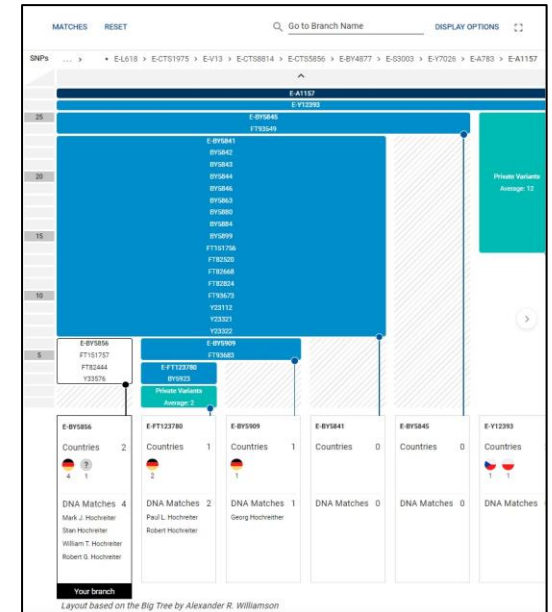 MATCHES RESET Go to Branch Name DISPLAY OPTIONS
SNPs ... > • E-L618 > E-CTS1975 > E-V13 > E-CTS8814 > E-CTS5856 > E-BY4877 > E-S3003 > E-Y7026 > E-A783 > E-A1157
E-A1157
E-Y12393
25
E-BY5845
FT93549
E-BY5841
BY5842
BY5843
20
BY5844
BY5846
BY5863
BY5880
BY5884
15
BY5899
FT151756
FT82520
FT82668
FT82824
10
FT93673
Y23112
Y23321
Y23322
Private Variants
Average: 12
5
E-BY5856
FT151757
FT82444
Y33576
E-BY5909
FT93683
E-FT123780
BY5923
Private Variants
Average: 2
E-BY5856
Countries 2
?
4 1
DNA Matches 4
Mark J. Hochreiter
Stan Hochreiter
William T. Hochreiter
Robert G. Hochreiter
Your branch
E-FT123780
Countries 1
2
DNA Matches 2
Paul L. Hochreiter
Robert Hochreiter
E-BY5909
Countries 1
1
DNA Matches 1
Georg Hochreither
E-BY5841
Countries 0
DNA Matches 0
E-BY5845
Countries 0
DNA Matches 0
E-Y12393
Countries
1 1
DNA Matches
Layout based on the Big Tree by Alexander R. Williamson